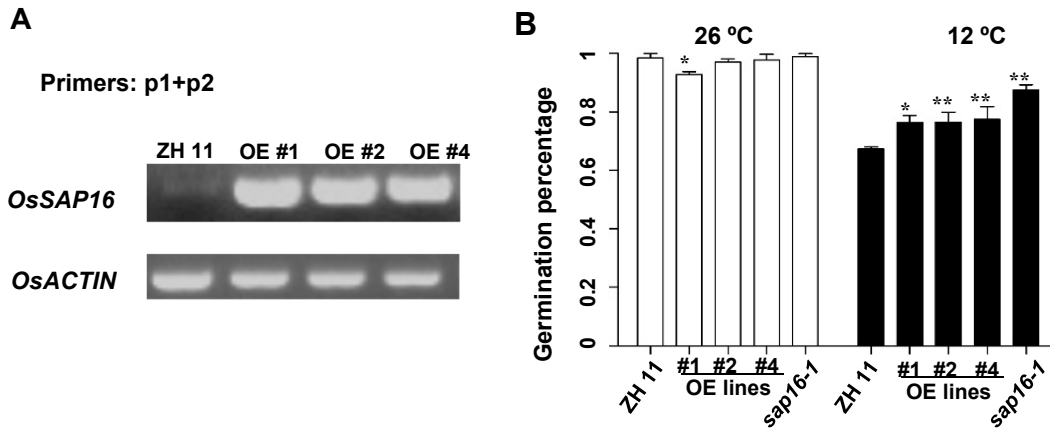 A
Primers: p1+p2
ZH 11 OE #1 OE #2 OE #4
OsSAP16
OsACTIN
B
26 ºC 12 ºC
Germination percentage
1
0.8
0.6
0.4
0.2
0
* * ** ** **
ZH 11 #1 #2 #4 sap16-1 ZH 11 #1 #2 #4 sap16-1
OE lines OE lines